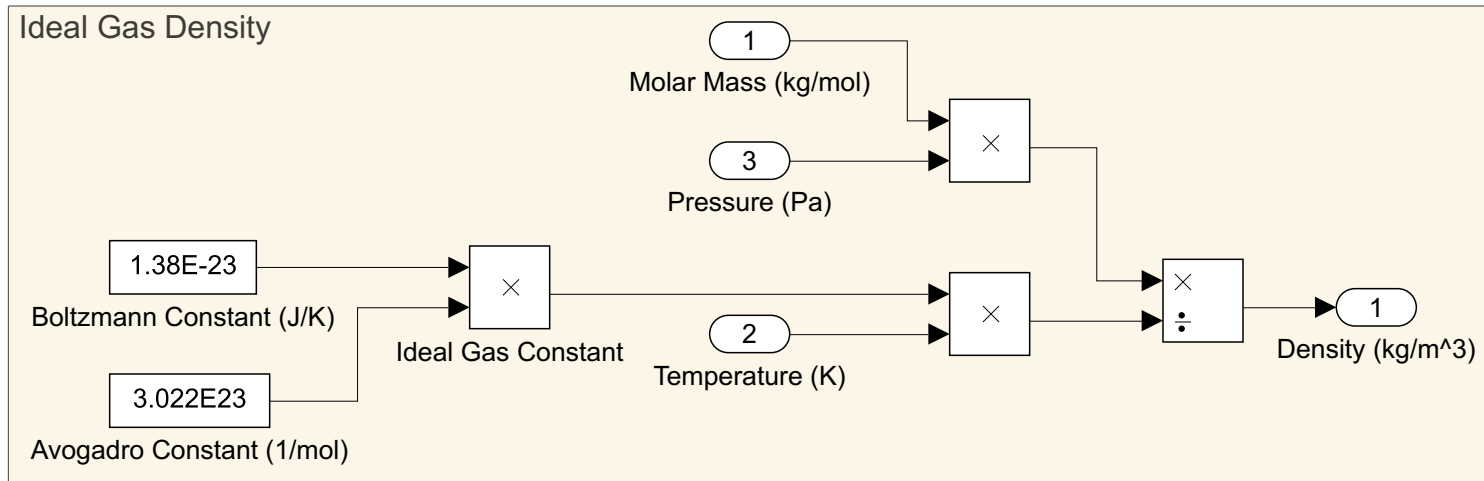 Ideal Gas Density
1
Molar Mass (kg/mol)
×
3
Pressure (Pa)
1.38E-23
Boltzmann Constant (J/K)
×
Ideal Gas Constant
3.022E23
Avogadro Constant (1/mol)
2
Temperature (K)
×
×
÷
1
Density (kg/m^3)